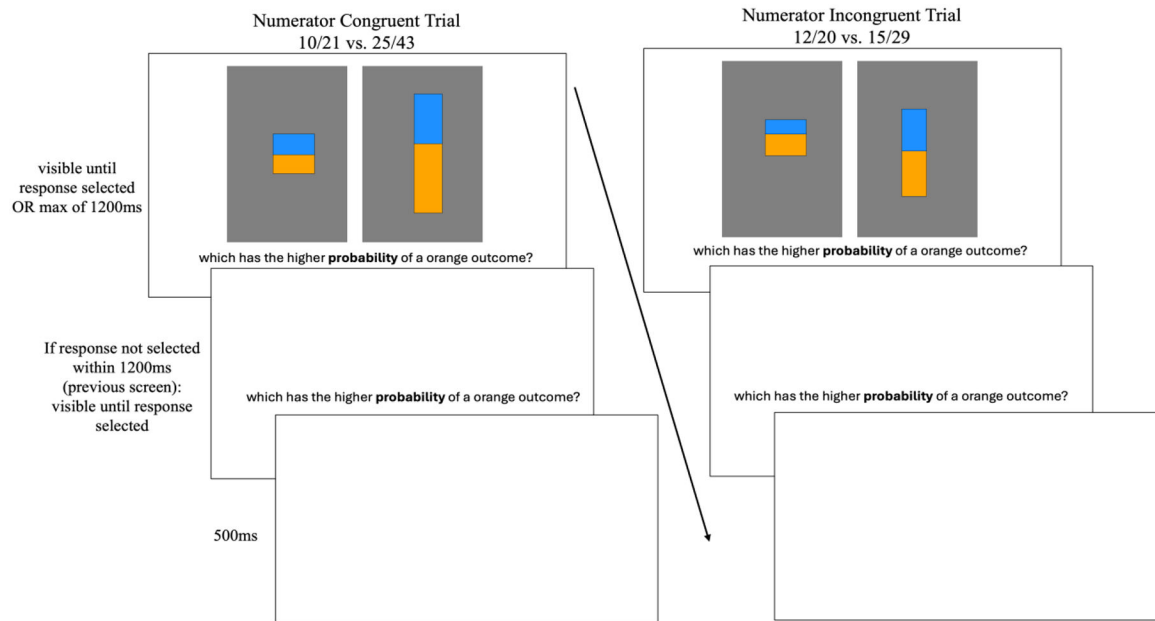 Numerator Congruent Trial
10/21 vs. 25/43
Numerator Incongruent Trial
12/20 vs. 15/29
visible until
response selected
OR max of 1200ms
which has the higher probability of a orange outcome?
which has the higher probability of a orange outcome?
If response not selected
within 1200ms
(previous screen):
visible until response
selected
which has the higher probability of a orange outcome?
which has the higher probability of a orange outcome?
500ms